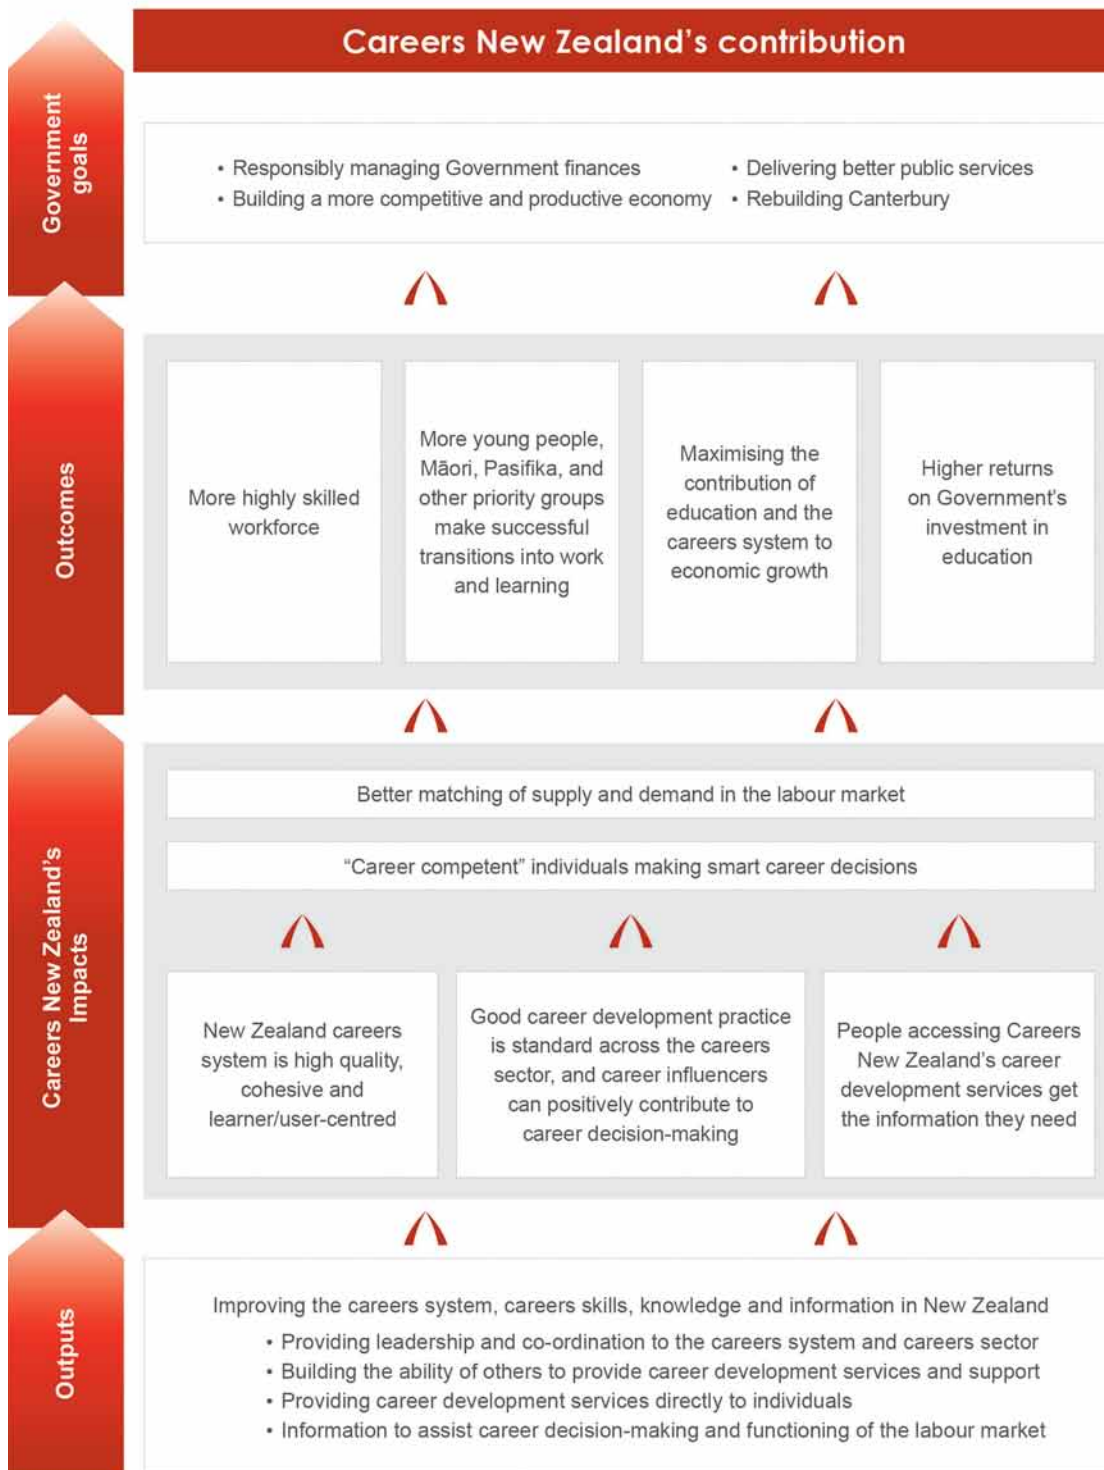 Careers New Zealand's contribution
Government
goals
• Responsibly managing Government finances
• Building a more competitive and productive economy
• Delivering better public services
• Rebuilding Canterbury
Outcomes
More highly skilled
workforce
More young people,
Māori, Pasifika, and
other priority groups
make successful
transitions into work
and learning
Maximising the
contribution of
education and the
careers system to
economic growth
Higher returns
on Government's
investment in
education
Careers New Zealand's
Impacts
Better matching of supply and demand in the labour market
“Career competent” individuals making smart career decisions
New Zealand careers
system is high quality,
cohesive and
learner/user-centred
Good career development practice
is standard across the careers
sector, and career influencers
can positively contribute to
career decision-making
People accessing Careers
New Zealand's career
development services get
the information they need
Outputs
Improving the careers system, careers skills, knowledge and information in New Zealand
• Providing leadership and co-ordination to the careers system and careers sector
• Building the ability of others to provide career development services and support
• Providing career development services directly to individuals
• Information to assist career decision-making and functioning of the labour market